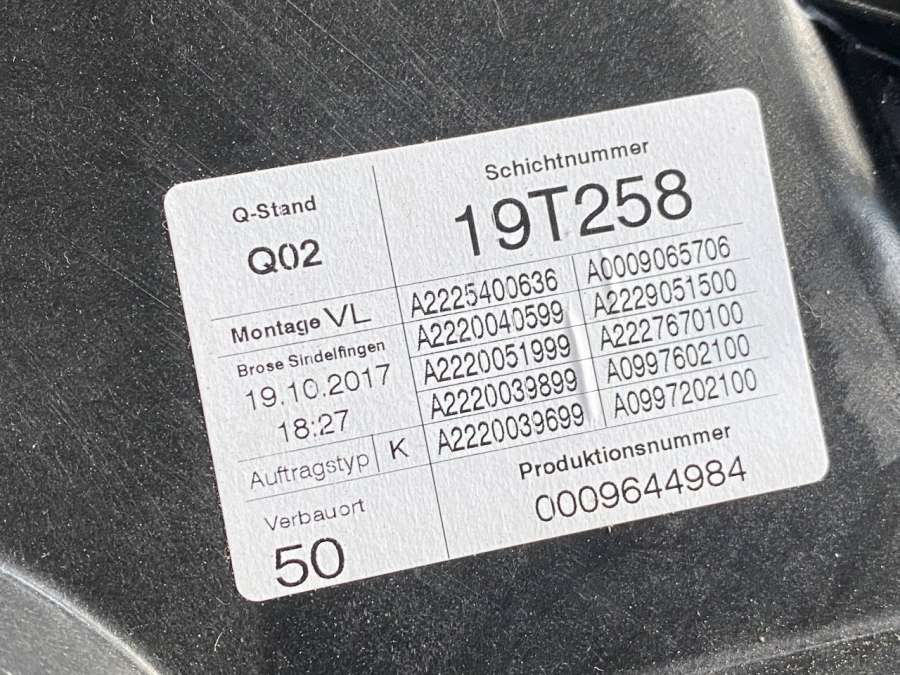 Q-Stand
Q02
Schichtnummer
19T258
Montage VL
Brose Sindelfingen
19.10.2017
18:27
Auftragstyp K
A2225400636 A0009065706
A2220040599 A2229051500
A2220051999 A2227670100
A2220039899 A0997602100
A2220039699 A0997202100
Verbauort
50
Produktionsnummer
0009644984